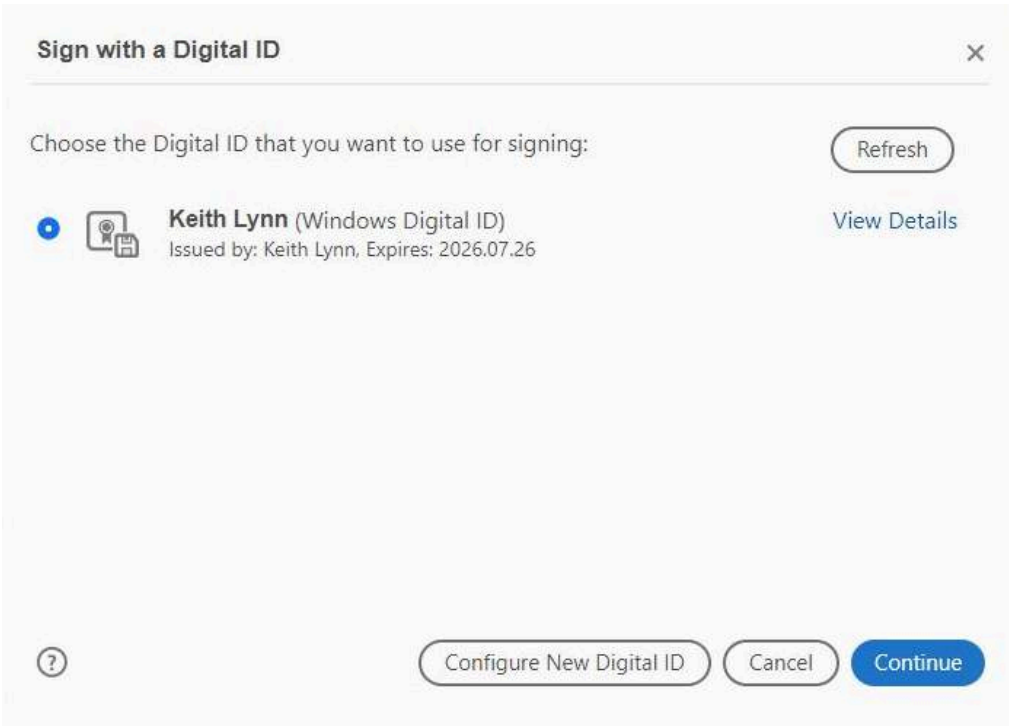 Sign with a Digital ID
×
Choose the Digital ID that you want to use for signing:
Refresh
Keith Lynn (Windows Digital ID)
View Details
Issued by: Keith Lynn, Expires: 2026.07.26
?
Configure New Digital ID
Cancel
Continue